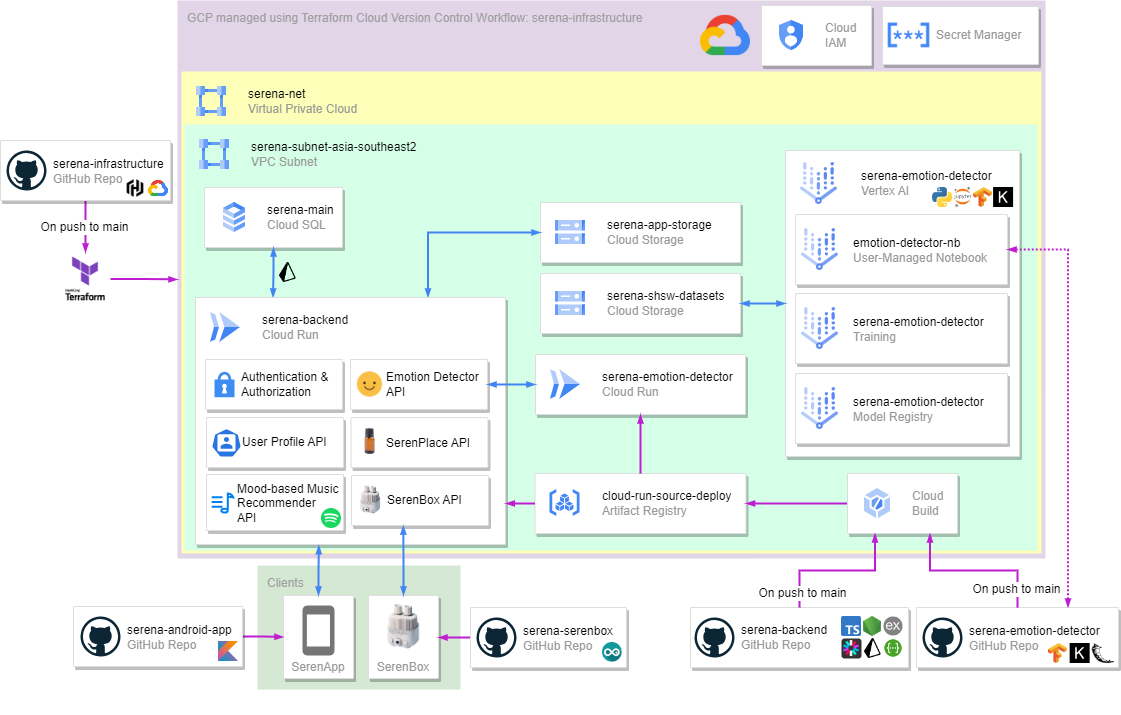 GCP managed using Terraform Cloud Version Control Workflow: serena-infrastructure
Cloud
IAM
Secret Manager
serena-net
Virtual Private Cloud
serena-subnet-asia-southeast2
VPC Subnet
serena-infrastructure
GitHub Repo
On push to main
HashiCorp
Terraform
serena-main
Cloud SQL
serena-app-storage
Cloud Storage
serena-shsw-datasets
Cloud Storage
serena-emotion-detector
Vertex AI
jupyter
K
emotion-detector-nb
User-Managed Notebook
serena-emotion-detector
Training
serena-emotion-detector
Model Registry
serena-backend
Cloud Run
Authentication &
Authorization
Emotion Detector
API
User Profile API
SerenPlace API
Mood-based Music
Recommender
API
SerenBox API
serena-emotion-detector
Cloud Run
cloud-run-source-deploy
Artifact Registry
Cloud
Build
Clients
serena-android-app
GitHub Repo
SerenApp
SerenBox
serena-serenbox
GitHub Repo
On push to main
On push to main
serena-backend
GitHub Repo
TS
ex
serena-emotion-detector
GitHub Repo
K